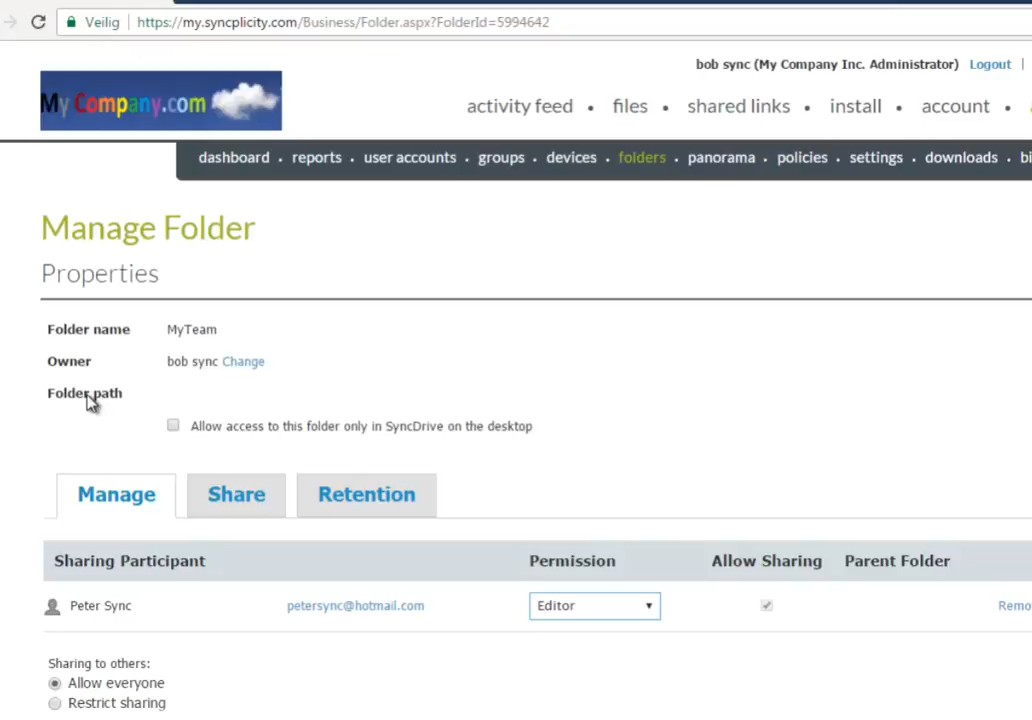 Veilig https://my.syncplicity.com/Business/Folder.aspx?FolderId=5994642
bob sync (My Company Inc. Administrator) Logout |
My Company.com
activity feed • files • shared links • install • account •
dashboard . reports . user accounts . groups . devices . folders . panorama . policies . settings . downloads . bi
Manage Folder
Properties
Folder name MyTeam
Owner bob sync Change
Folder path
Allow access to this folder only in SyncDrive on the desktop
Manage Share Retention
Sharing Participant Permission Allow Sharing Parent Folder
Peter Sync petersync@hotmail.com Editor Remo
Sharing to others:
Allow everyone
Restrict sharing